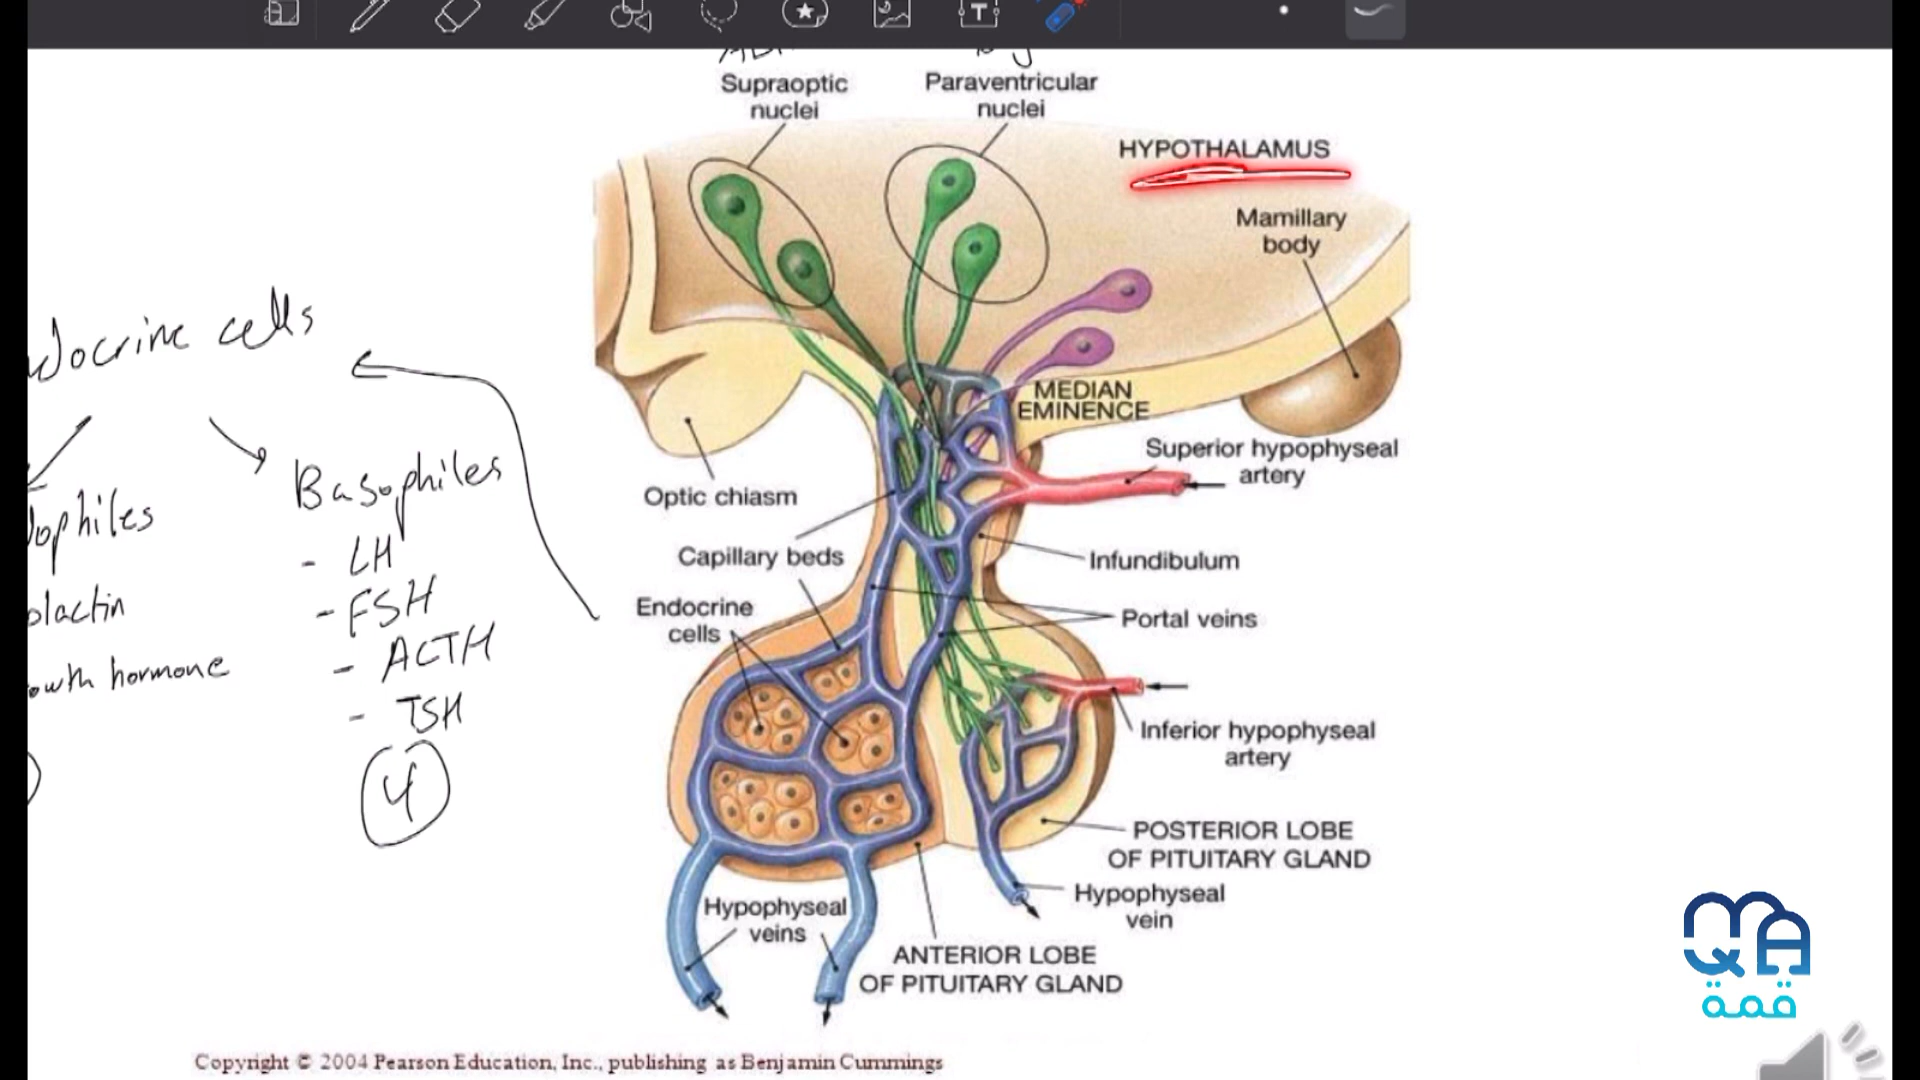 Supraoptic
nuclei
Paraventricular
nuclei
HYPOTHALAMUS
Mamillary
body
MEDIAN
EMINENCE
Superior hypophyseal
artery
Optic chiasm
Capillary beds
Infundibulum
Endocrine
cells
Portal veins
Inferior hypophyseal
artery
POSTERIOR LOBE
OF PITUITARY GLAND
Hypophyseal
vein
Hypophyseal
veins
ANTERIOR LOBE
OF PITUITARY GLAND
docrine cells
ophiles
olactin
owth hormone
Basophiles
- LH
- FSH
- ACTH
- TSH
4
QMA
قمة
Copyright © 2004 Pearson Education, Inc., publishing as Benjamin Cummings